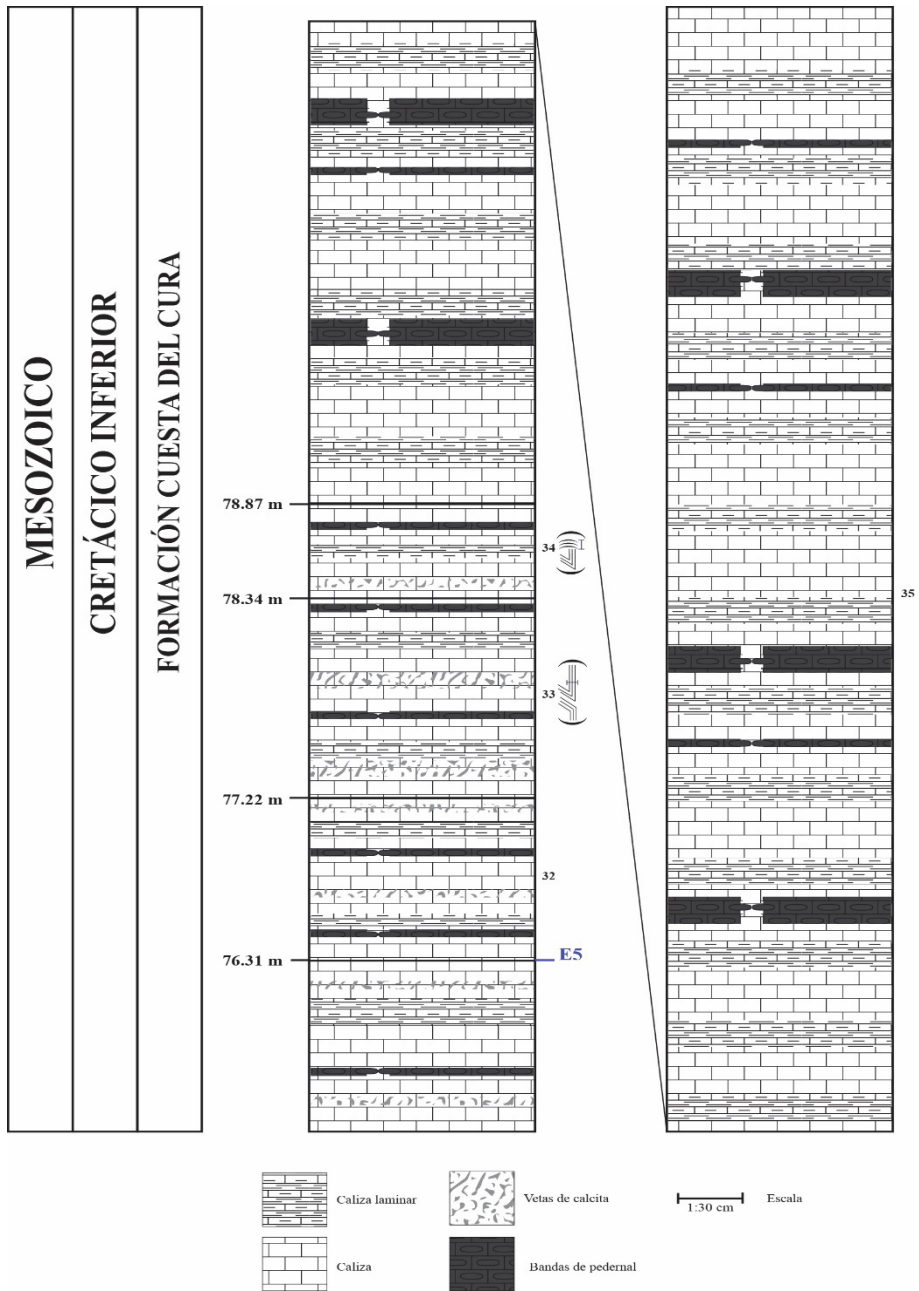 MESOZOICO
CRETÁCICO INFERIOR
FORMACIÓN CUESTA DEL CURA
78.87 m
34
78.34 m
33
77.22 m
32
76.31 m
E5
35
Caliza laminar
Vetas de calcita
1:30 cm
Escala
Caliza
Bandas de pedernal